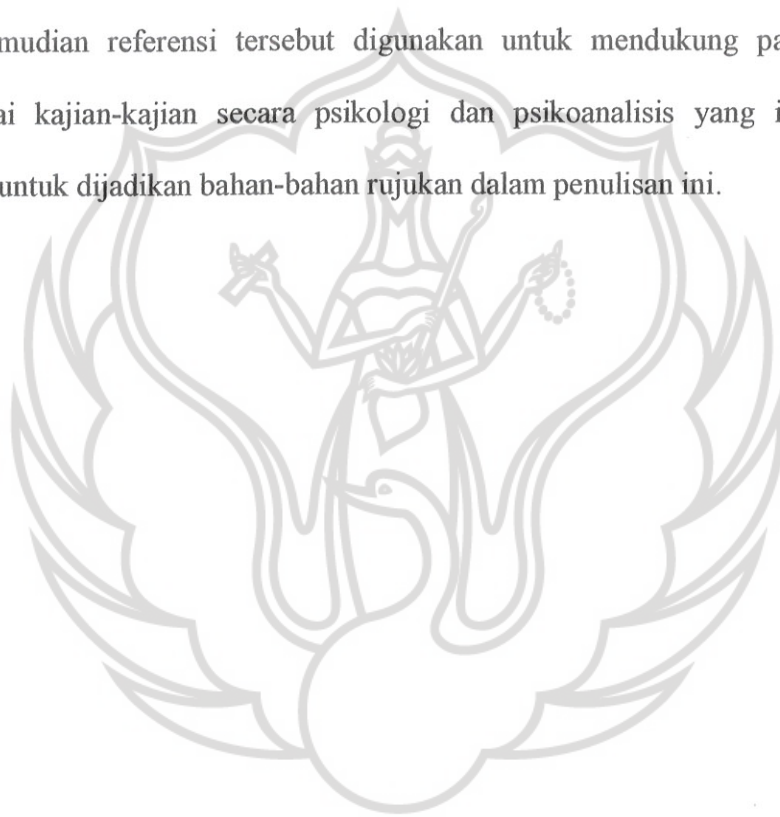 mudian referensi tersebut digunakan untuk mendukung pa
ai kajian-kajian secara psikologi dan psikoanalisis yang i
untuk dijadikan bahan-bahan rujukan dalam penulisan ini.